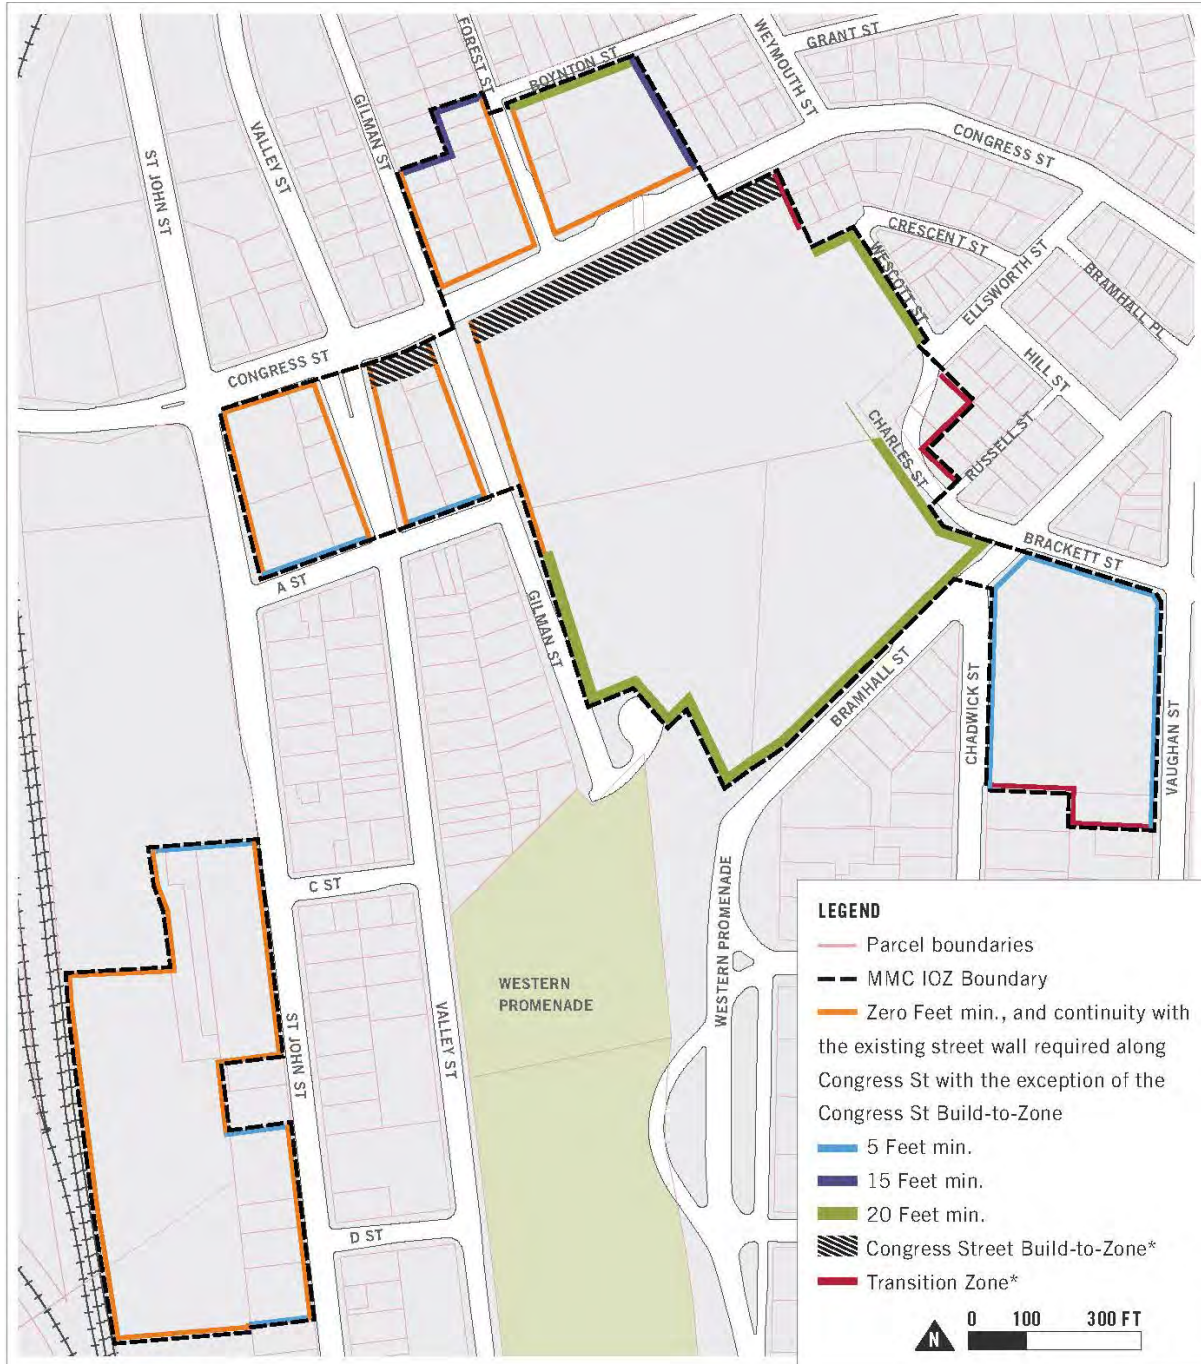 GRANT ST
FOREST ST
BOYNTON ST
WEYMOUTH ST
GILMAN ST
VALLEY ST
ST JOHN ST
CONGRESS ST
CRESCENT ST
WESCOTT ST
ELLSWORTH ST
BRAMHALL PL
HILL ST
CONGRESS ST
CHARLES ST
RUSSELL ST
BRACKETT ST
A ST
GILMAN ST
BRAMHALL ST
CHADWICK ST
VAUGHAN ST
C ST
WESTERN
PROMENADE
WESTERN PROMENADE
VALLEY ST
ST JOHN ST
D ST
LEGEND
Parcel boundaries
MMC IOZ Boundary
Zero Feet min., and continuity with
the existing street wall required along
Congress St with the exception of the
Congress St Build-to-Zone
5 Feet min.
15 Feet min.
20 Feet min.
Congress Street Build-to-Zone*
Transition Zone*
N
0 100 300 FT